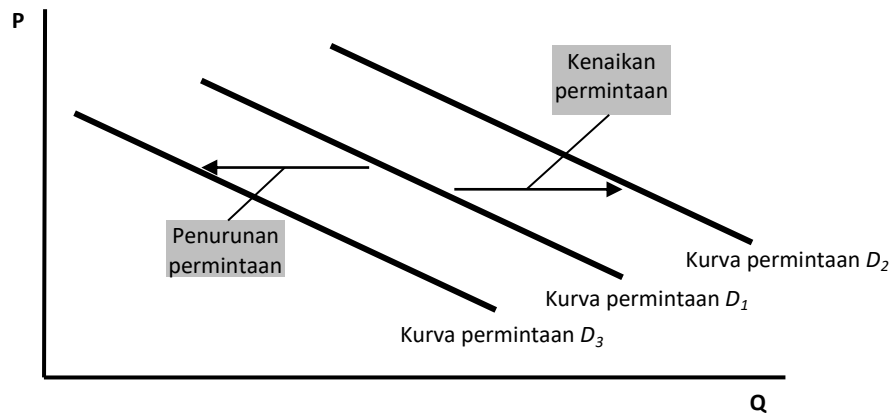 P
Kenaikan
permintaan
Penurunan
permintaan
Kurva permintaan D₂
Kurva permintaan D₁
Kurva permintaan D₃
Q